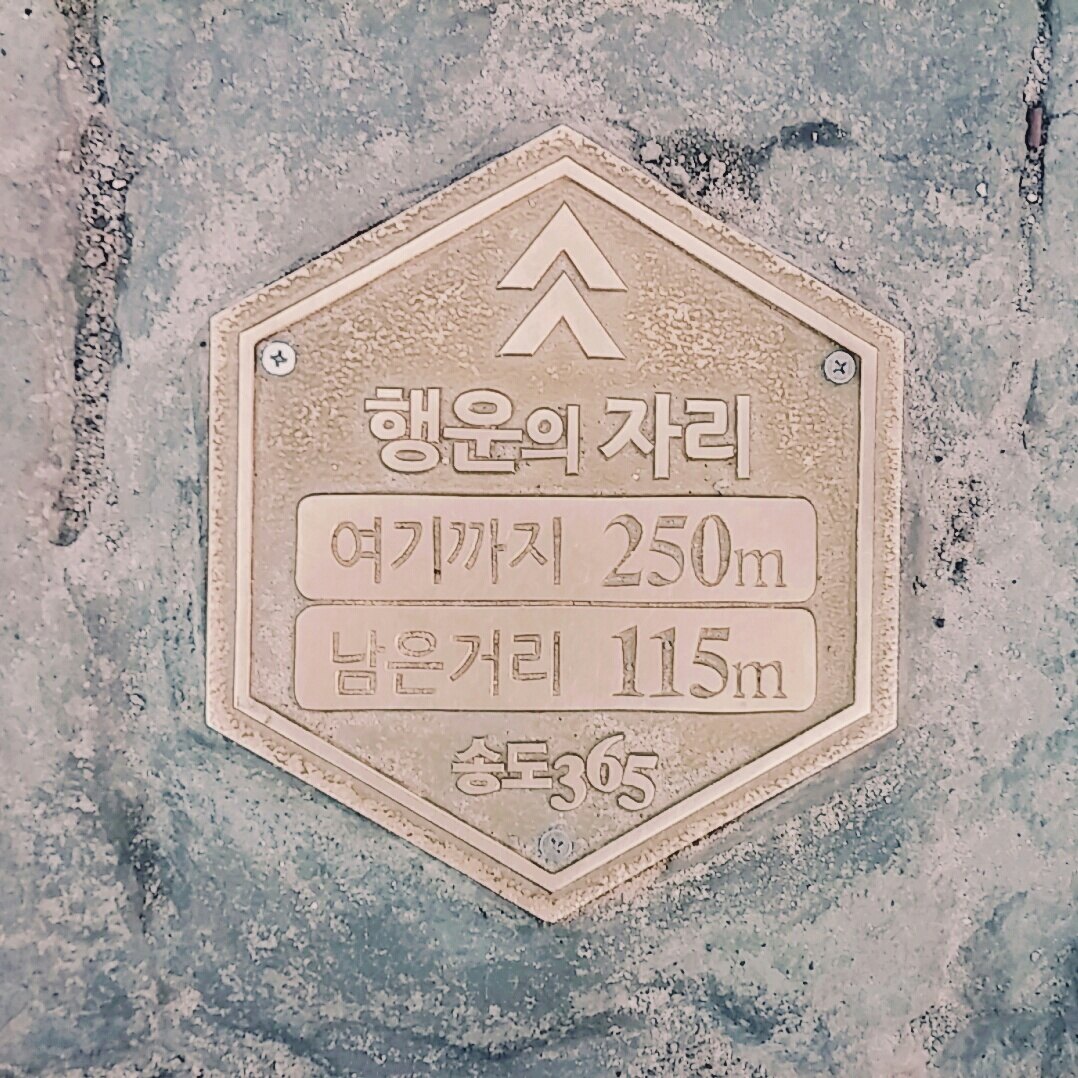 행운의 자리
여기까지 250m
남은거리 115m
송도365